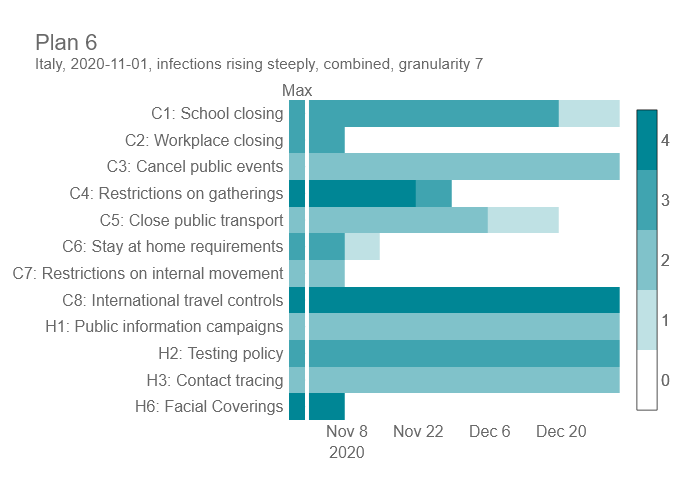 Plan 6
Italy, 2020-11-01, infections rising steeply, combined, granularity 7
Max
C1: School closing
C2: Workplace closing
C3: Cancel public events
C4: Restrictions on gatherings
C5: Close public transport
C6: Stay at home requirements
C7: Restrictions on internal movement
C8: International travel controls
H1: Public information campaigns
H2: Testing policy
H3: Contact tracing
H6: Facial Coverings
Nov 8 Nov 22 Dec 6 Dec 20
2020
4
3
2
1
0